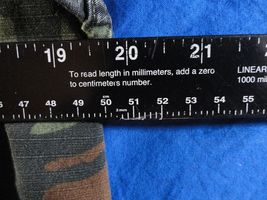 19 20 21
To read length in millimeters, add a zero
to centimeters number.
LINEAR
1000 mil
46 47 48 49 50 51 52 53 54 55